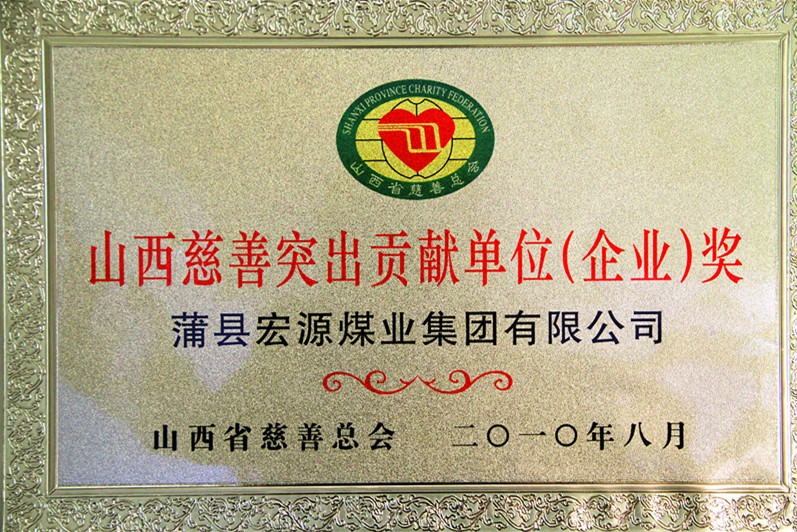 SHANXI PROVINCE CHARITY FEDERATION
山西省慈善总会
山西慈善突出贡献单位(企业)奖
蒲县宏源煤业集团有限公司
山西省慈善总会 二〇一〇年八月